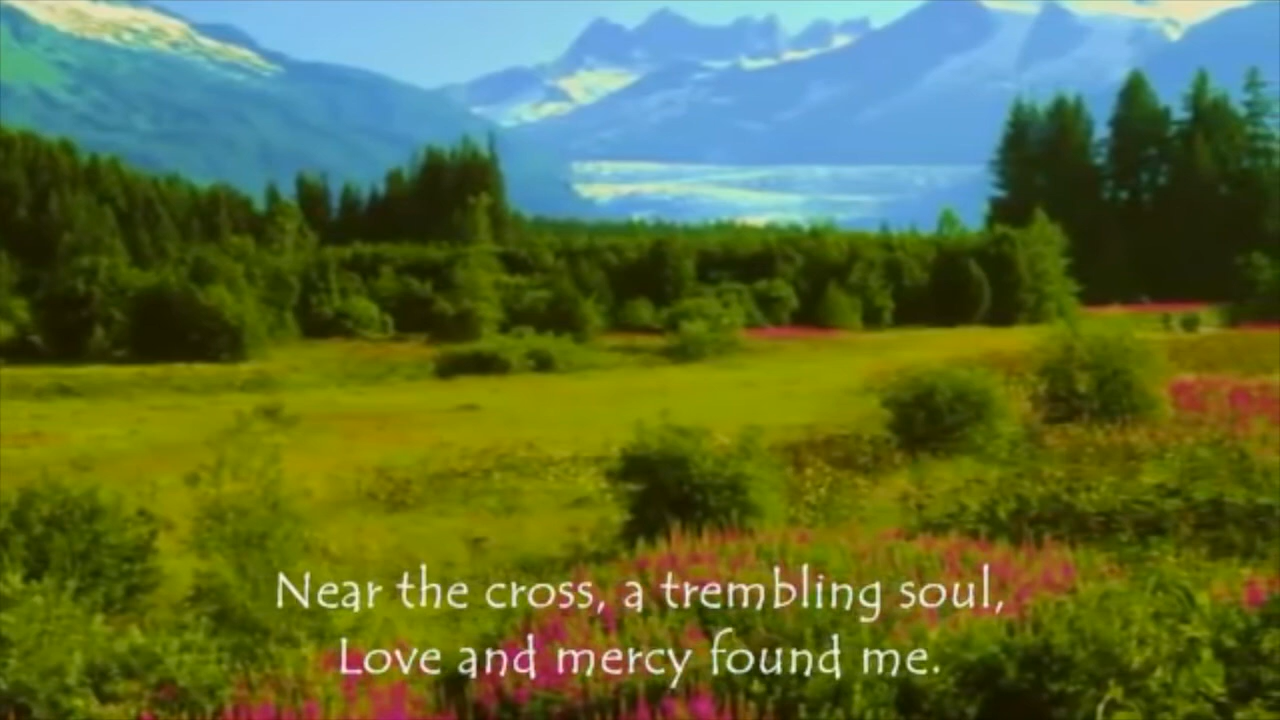 Near the cross, a trembling soul,
Love and mercy found me.